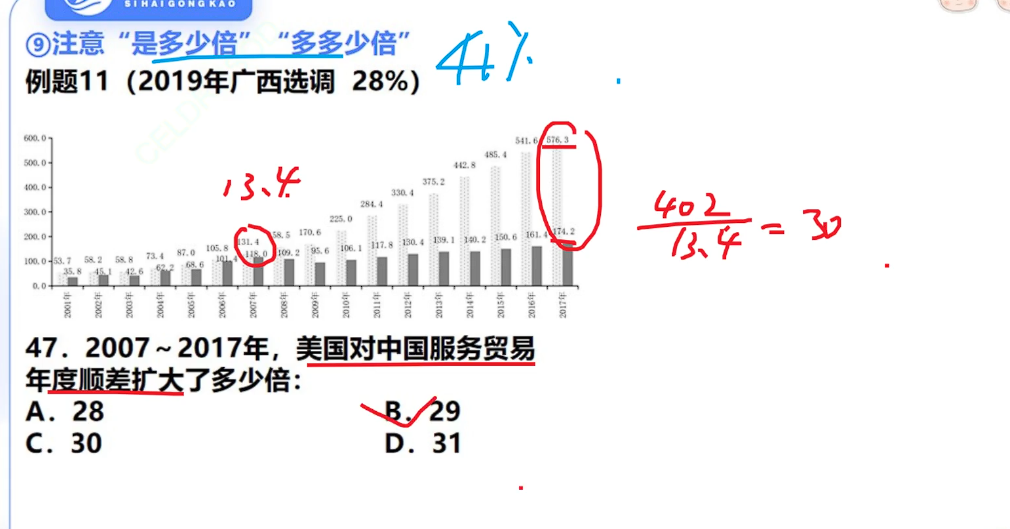 SIHAIGONGKAO
⑨注意“是多少倍”“多多少倍”
41%
例题11（2019年广西选调 28%）
600.0
500.0
400.0
300.0
200.0
100.0
0.0
53.7 58.2 58.8 73.4 87.0 105.8 131.4 58.5 170.6 225.0 284.4 330.4 375.2 442.8 485.4 541.6 576.3
35.8 45.1 42.6 62.2 68.6 101.4 118.0 109.2 95.6 106.1 117.8 130.4 139.1 140.2 150.6 161.4 174.2
2001年 2002年 2003年 2004年 2005年 2006年 2007年 2008年 2009年 2010年 2011年 2012年 2013年 2014年 2015年 2016年 2017年
13.4
402
13.4
= 30
47．2007～2017年，美国对中国服务贸易
年度顺差扩大了多少倍：
A．28 B．29
C．30 D．31